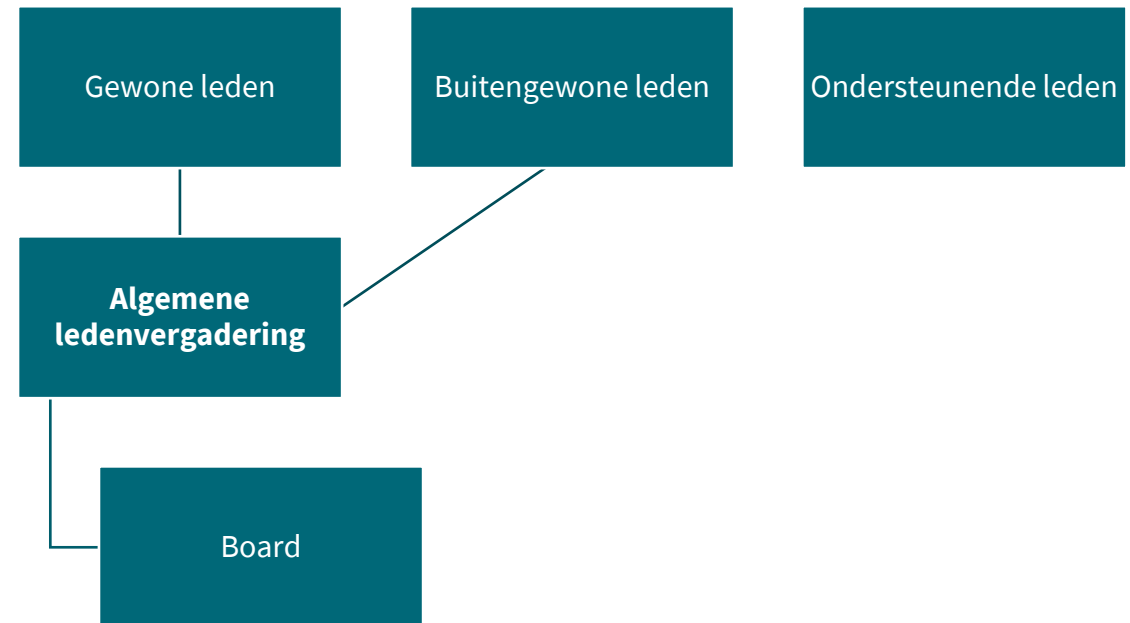 Gewone leden
Buitengewone leden
Ondersteunende leden
Algemene
ledenvergadering
Board